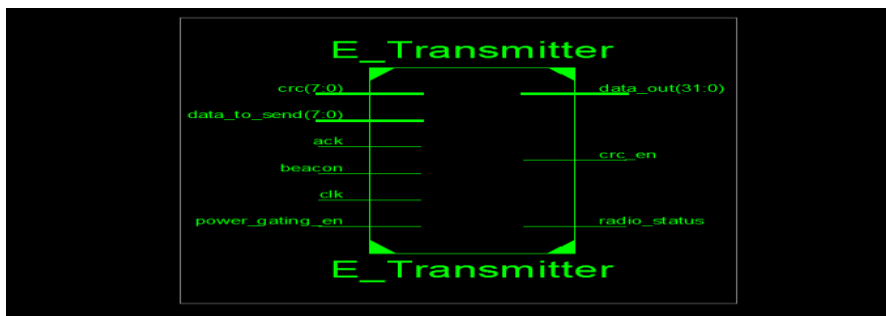 E_Transmitter
crc(7:0)
data_to_send(7:0)
ack
beacon
clk
power_gating_en
data_out(31:0)
crc_en
radio_status
E_Transmitter